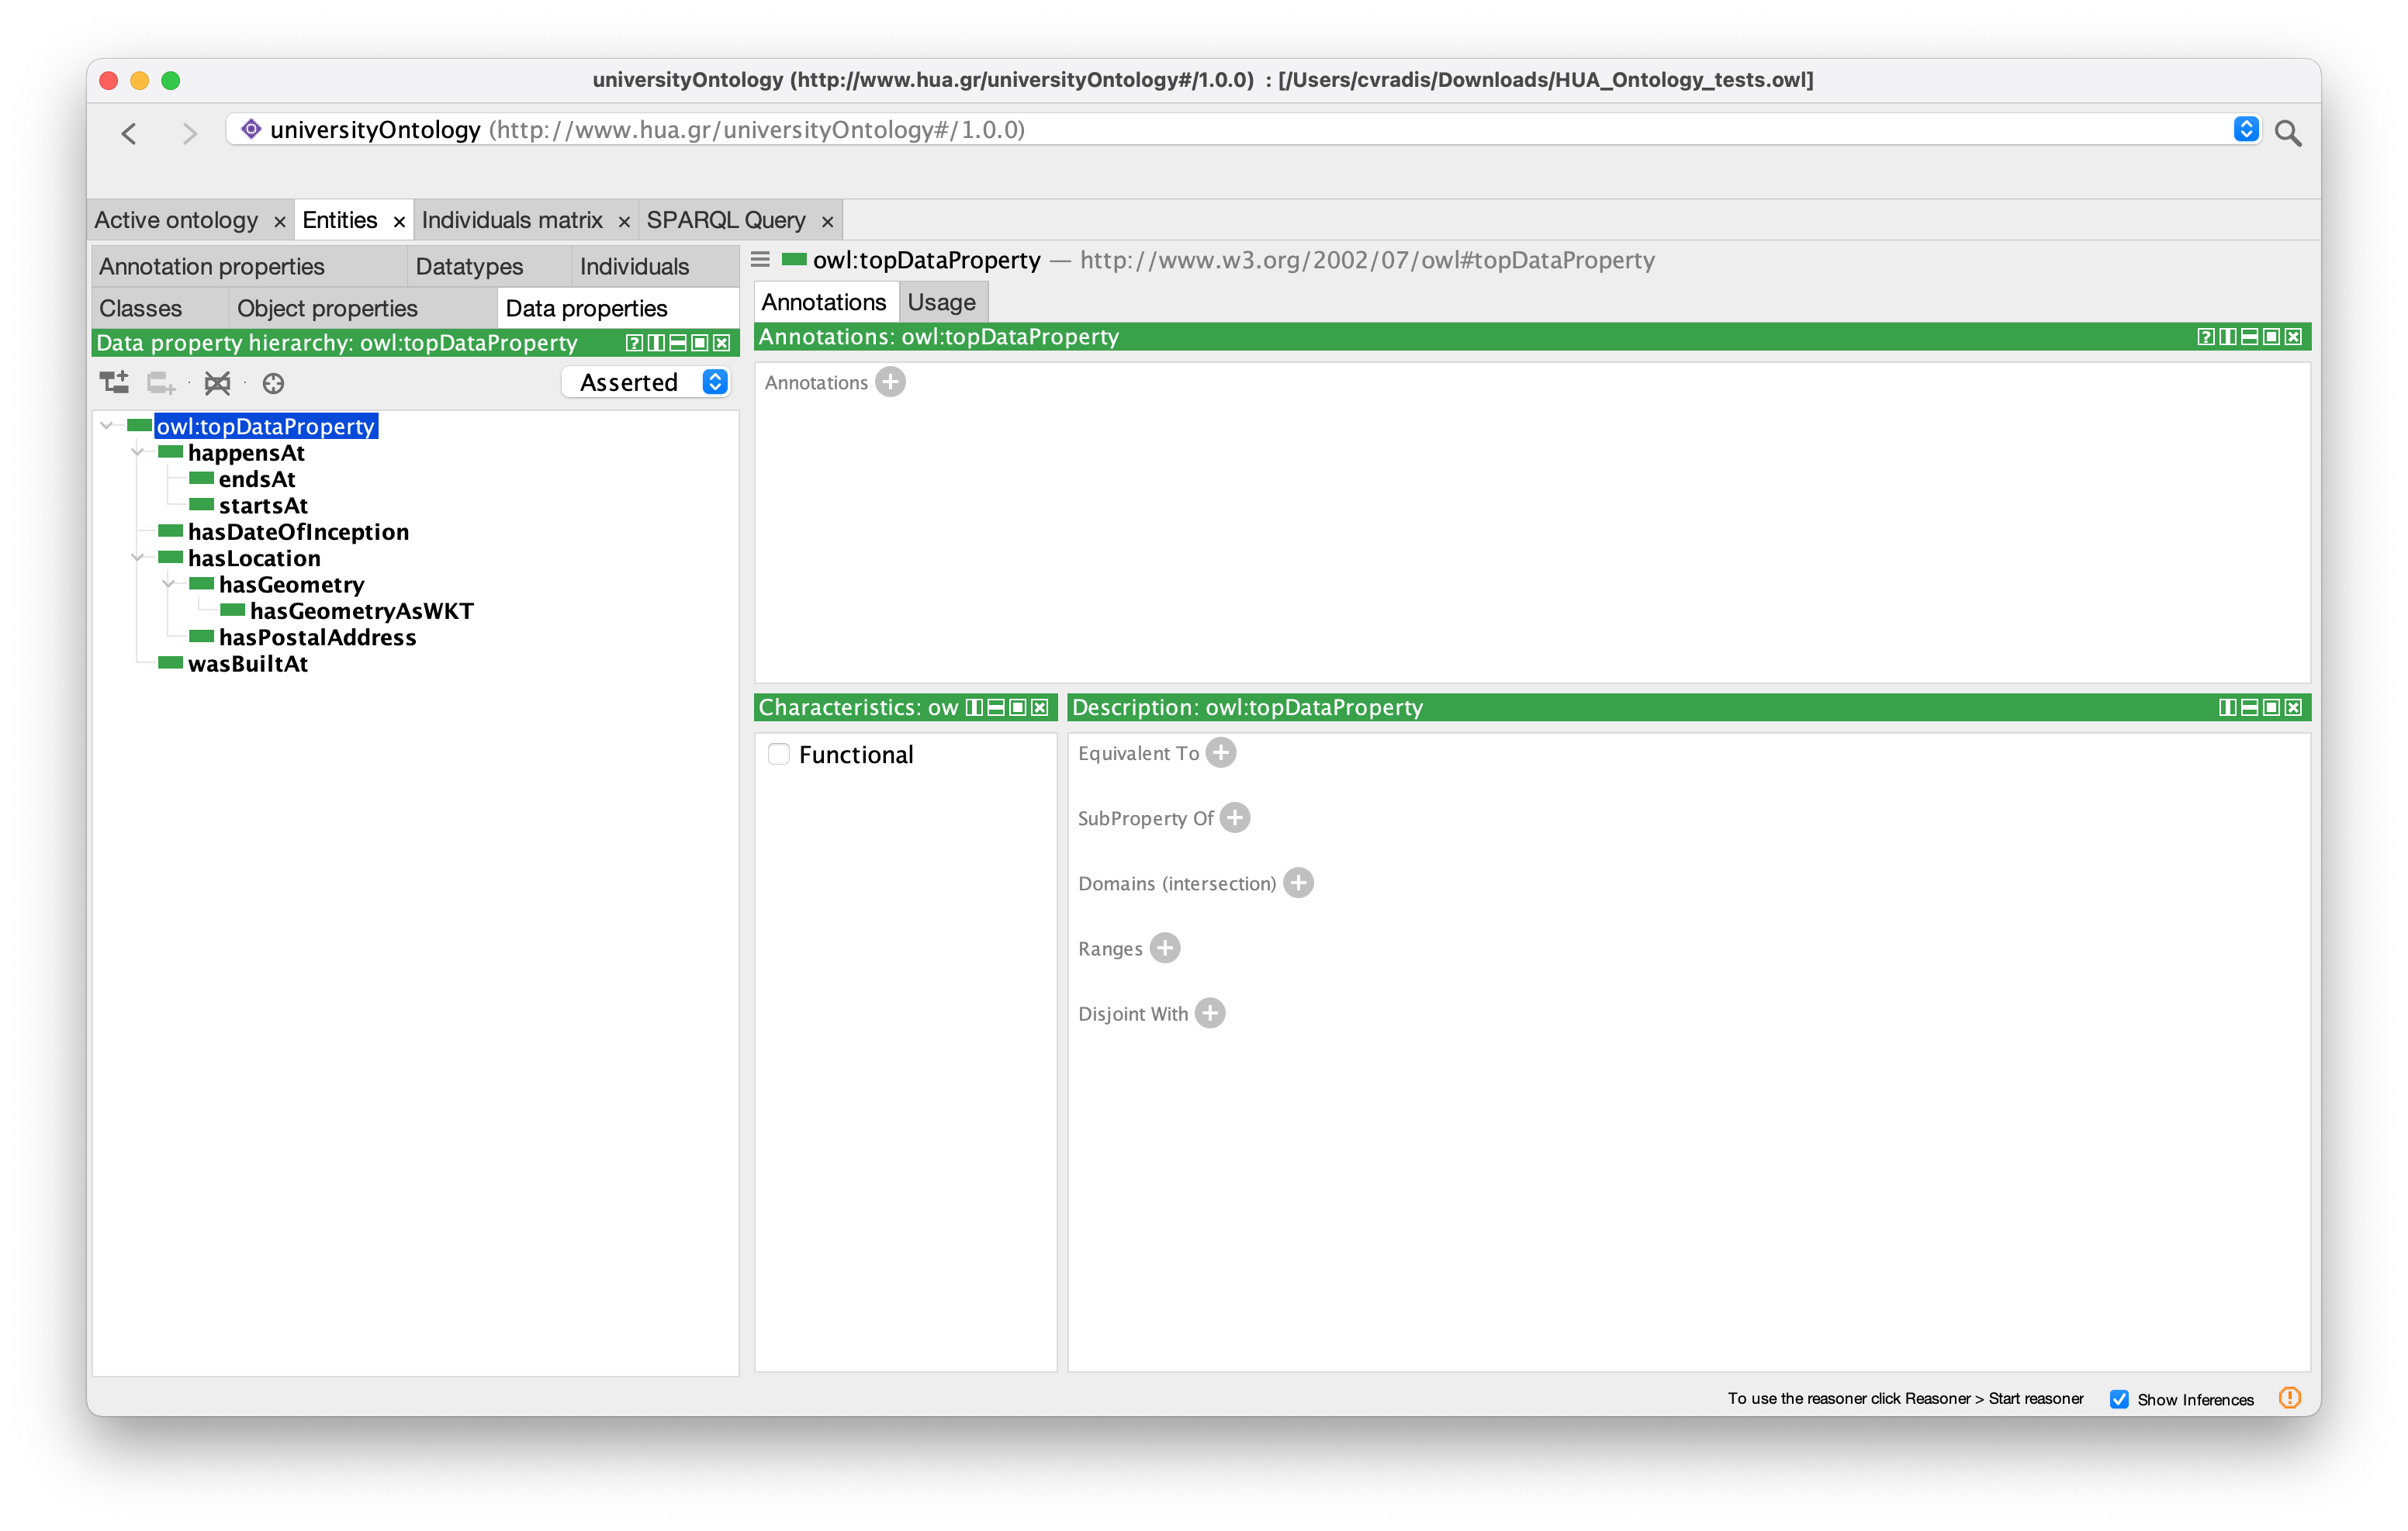 universityOntology (http://www.hua.gr/universityOntology#/1.0.0)  : [/Users/cvradis/Downloads/HUA_Ontology_tests.owl]
universityOntology (http://www.hua.gr/universityOntology#/1.0.0)
Active ontology × Entities × Individuals matrix × SPARQL Query ×
Annotation properties Datatypes Individuals
Classes Object properties Data properties
Data property hierarchy: owl:topDataProperty
Asserted
owl:topDataProperty
happensAt
endsAt
startsAt
hasDateOfInception
hasLocation
hasGeometry
hasGeometryAsWKT
hasPostalAddress
wasBuiltAt
owl:topDataProperty — http://www.w3.org/2002/07/owl#topDataProperty
Annotations Usage
Annotations: owl:topDataProperty
Annotations
Characteristics: ow
Functional
Description: owl:topDataProperty
Equivalent To
SubProperty Of
Domains (intersection)
Ranges
Disjoint With
To use the reasoner click Reasoner > Start reasoner Show Inferences